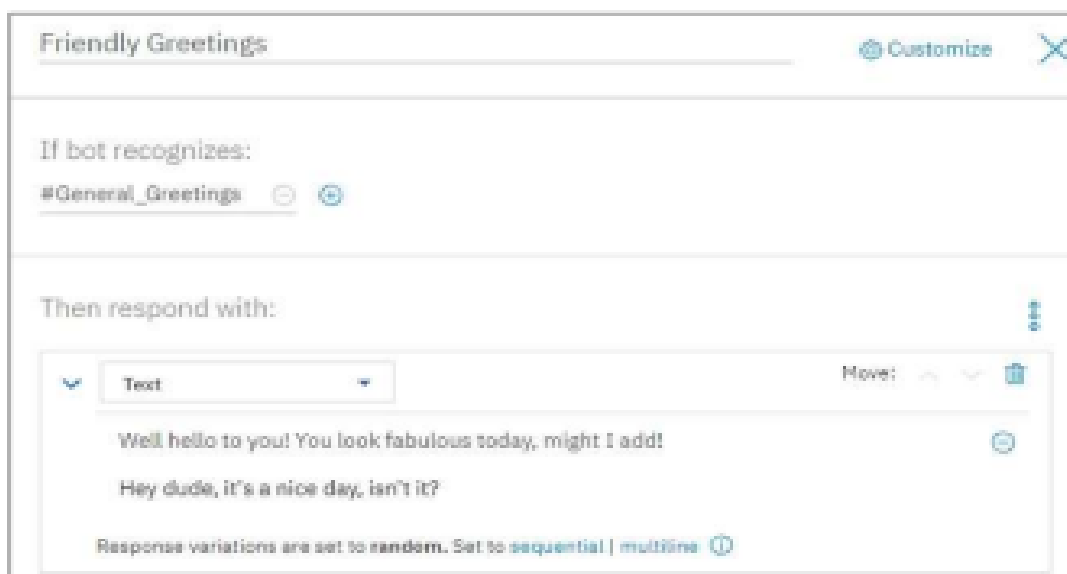 Friendly Greetings
Customize
If bot recognizes:
#General_Greetings
Then respond with:
Text
Move:
Well hello to you! You look fabulous today, might I add!
Hey dude, it's a nice day, isn't it?
Response variations are set to random. Set to sequential | multiline